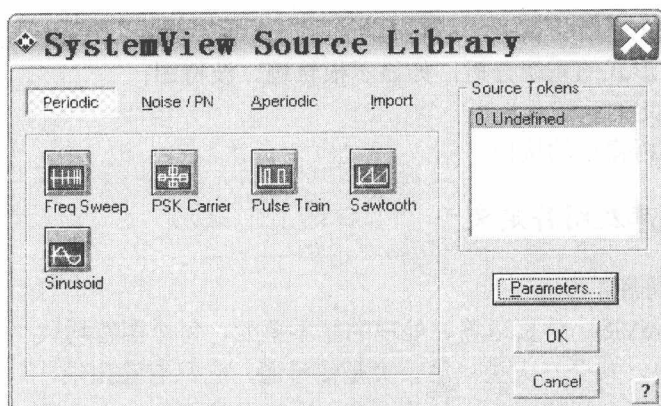 SystemView Source Library
Periodic
Noise / PN
Aperiodic
Import
Source Tokens
0, Undefined
Freq Sweep
PSK Carrier
Pulse Train
Sawtooth
Sinusoid
Parameters...
OK
Cancel
?